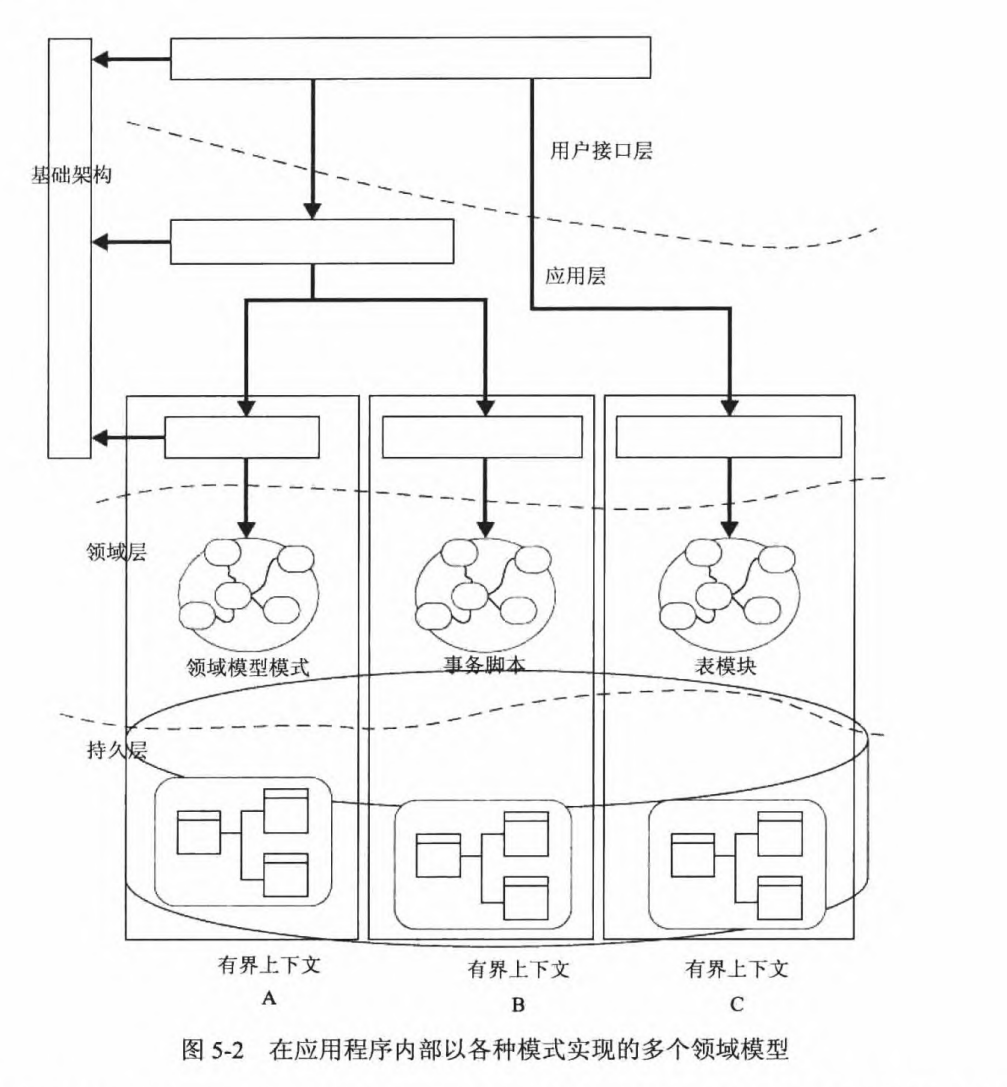 基础架构
用户接口层
应用层
领域层
领域模型模式
事务脚本
表模块
持久层
有界上下文
A
有界上下文
B
有界上下文
C
图 5-2 在应用程序内部以各种模式实现的多个领域模型